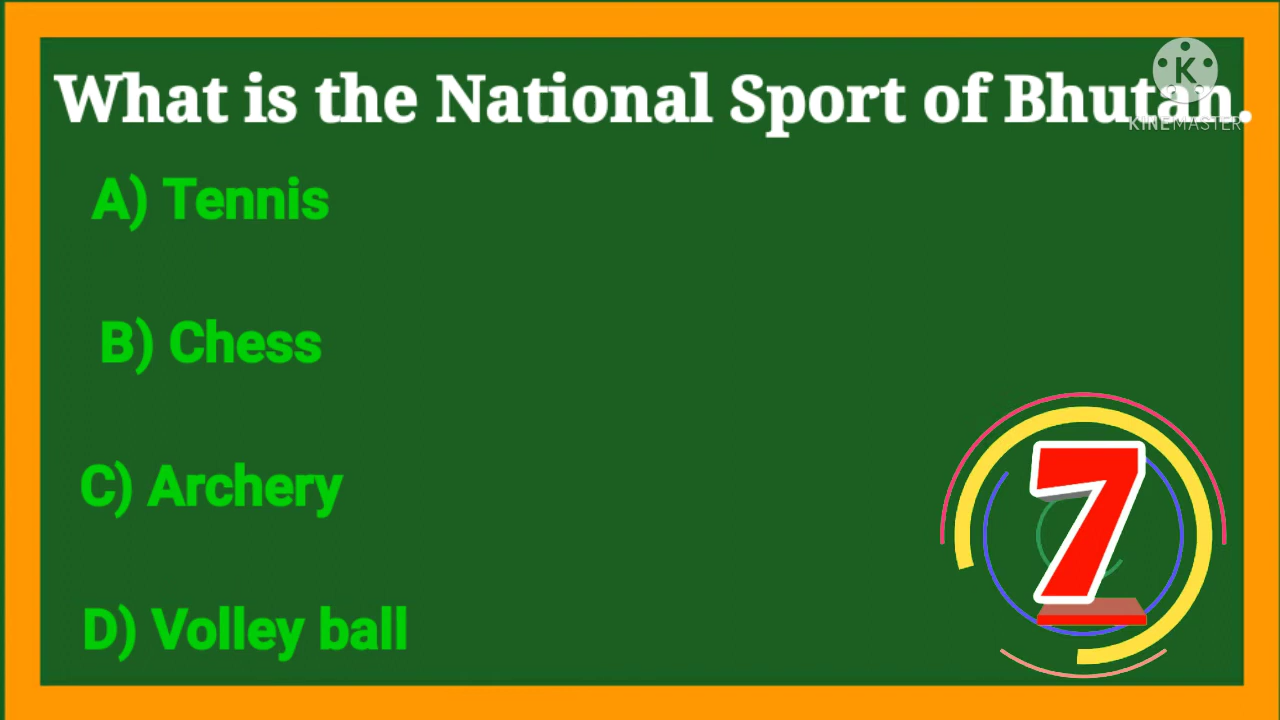 What is the National Sport of Bhutan.
K
KINEMASTER
A) Tennis
B) Chess
C) Archery
D) Volley ball
7